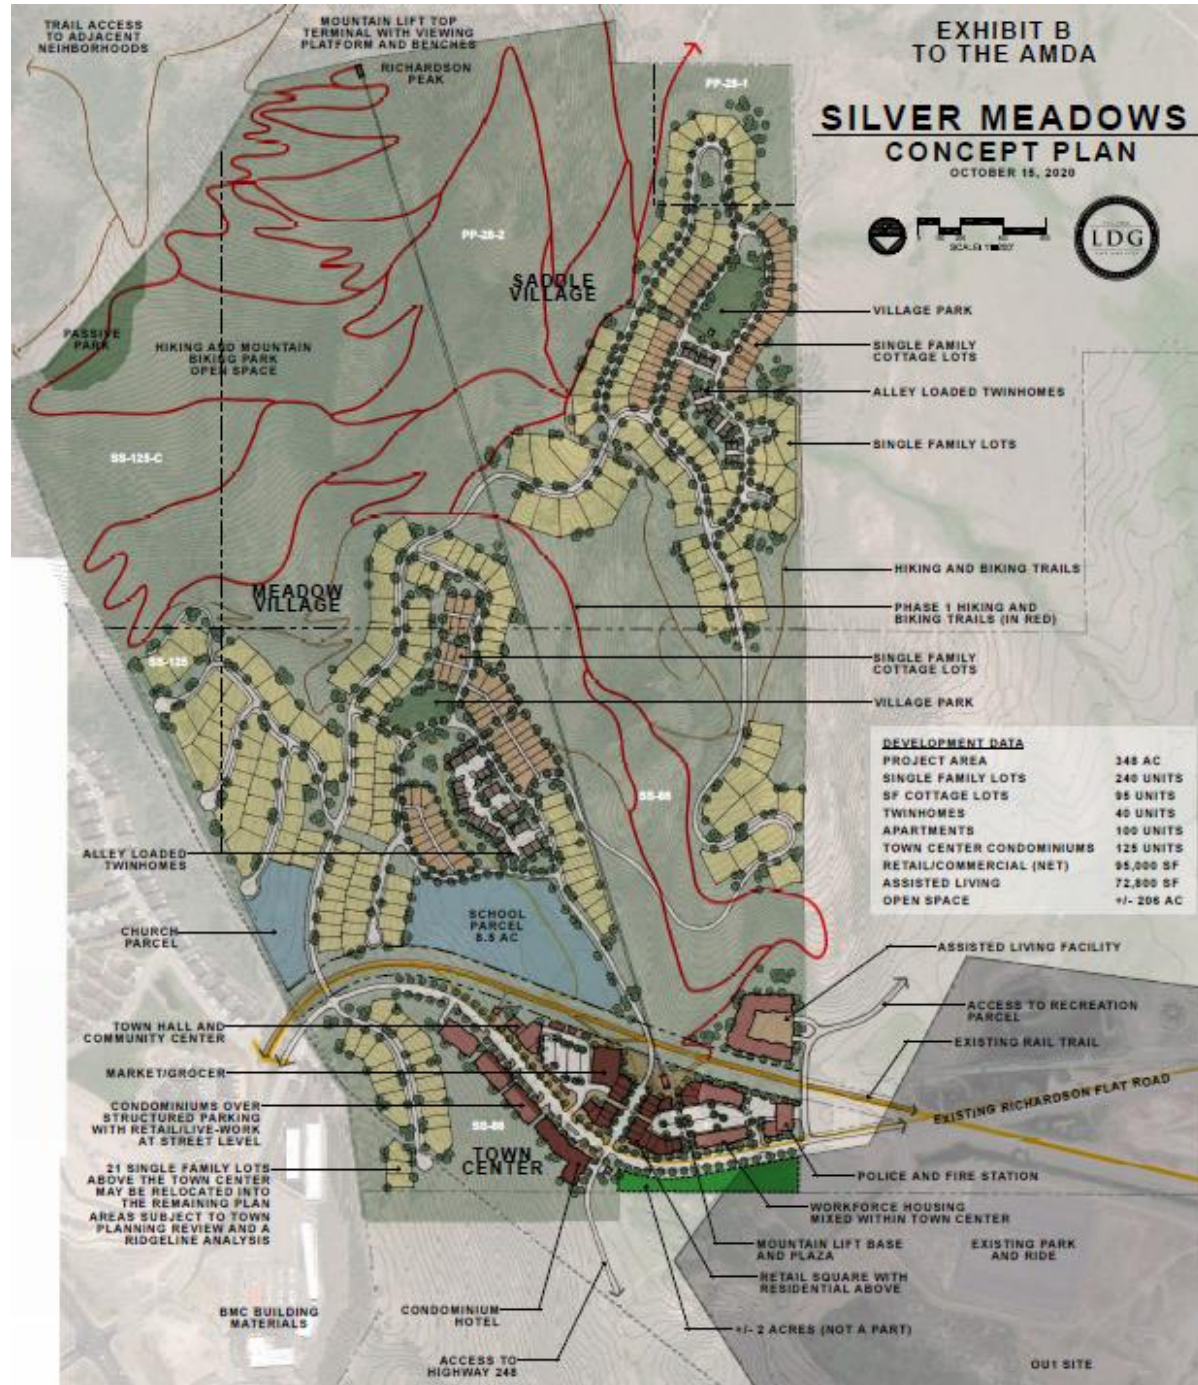 TRAIL ACCESS
TO ADJACENT
NEIHBORHOODS
MOUNTAIN LIFT TOP
TERMINAL WITH VIEWING
PLATFORM AND BENCHES
RICHARDSON
PEAK
EXHIBIT B
TO THE AMDA
SILVER MEADOWS
CONCEPT PLAN
OCTOBER 15, 2020
LDG
PP-28-1
PP-28-2
SADDLE
VILLAGE
VILLAGE PARK
SINGLE FAMILY
COTTAGE LOTS
ALLEY LOADED TWINHOMES
SINGLE FAMILY LOTS
PASSIVE
PARK
HIKING AND MOUNTAIN
BIKING PARK
OPEN SPACE
SS-125-C
HIKING AND BIKING TRAILS
PHASE 1 HIKING AND
BIKING TRAILS (IN RED)
MEADOW
VILLAGE
SS-125
SINGLE FAMILY
COTTAGE LOTS
VILLAGE PARK
DEVELOPMENT DATA
PROJECT AREA 348 AC
SINGLE FAMILY LOTS 240 UNITS
SF COTTAGE LOTS 95 UNITS
TWINHOMES 40 UNITS
APARTMENTS 100 UNITS
TOWN CENTER CONDOMINIUMS 125 UNITS
RETAIL/COMMERCIAL (NET) 95,000 SF
ASSISTED LIVING 72,800 SF
OPEN SPACE +/- 206 AC
ALLEY LOADED
TWINHOMES
CHURCH
PARCEL
SCHOOL
PARCEL
8.5 AC
ASSISTED LIVING FACILITY
ACCESS TO RECREATION
PARCEL
EXISTING RAIL TRAIL
EXISTING RICHARDSON FLAT ROAD
TOWN HALL AND
COMMUNITY CENTER
MARKET/GROCER
CONDOMINIUMS OVER
STRUCTURED PARKING
WITH RETAIL/LIVE-WORK
AT STREET LEVEL
TOWN
CENTER
21 SINGLE FAMILY LOTS
ABOVE THE TOWN CENTER
MAY BE RELOCATED INTO
THE REMAINING PLAN
AREAS SUBJECT TO TOWN
PLANNING REVIEW AND A
RIDGELINE ANALYSIS
POLICE AND FIRE STATION
WORKFORCE HOUSING
MIXED WITHIN TOWN CENTER
MOUNTAIN LIFT BASE
AND PLAZA
EXISTING PARK
AND RIDE
RETAIL SQUARE WITH
RESIDENTIAL ABOVE
BMC BUILDING
MATERIALS
CONDOMINIUM
HOTEL
+/- 2 ACRES (NOT A PART)
ACCESS TO
HIGHWAY 248
OU1 SITE